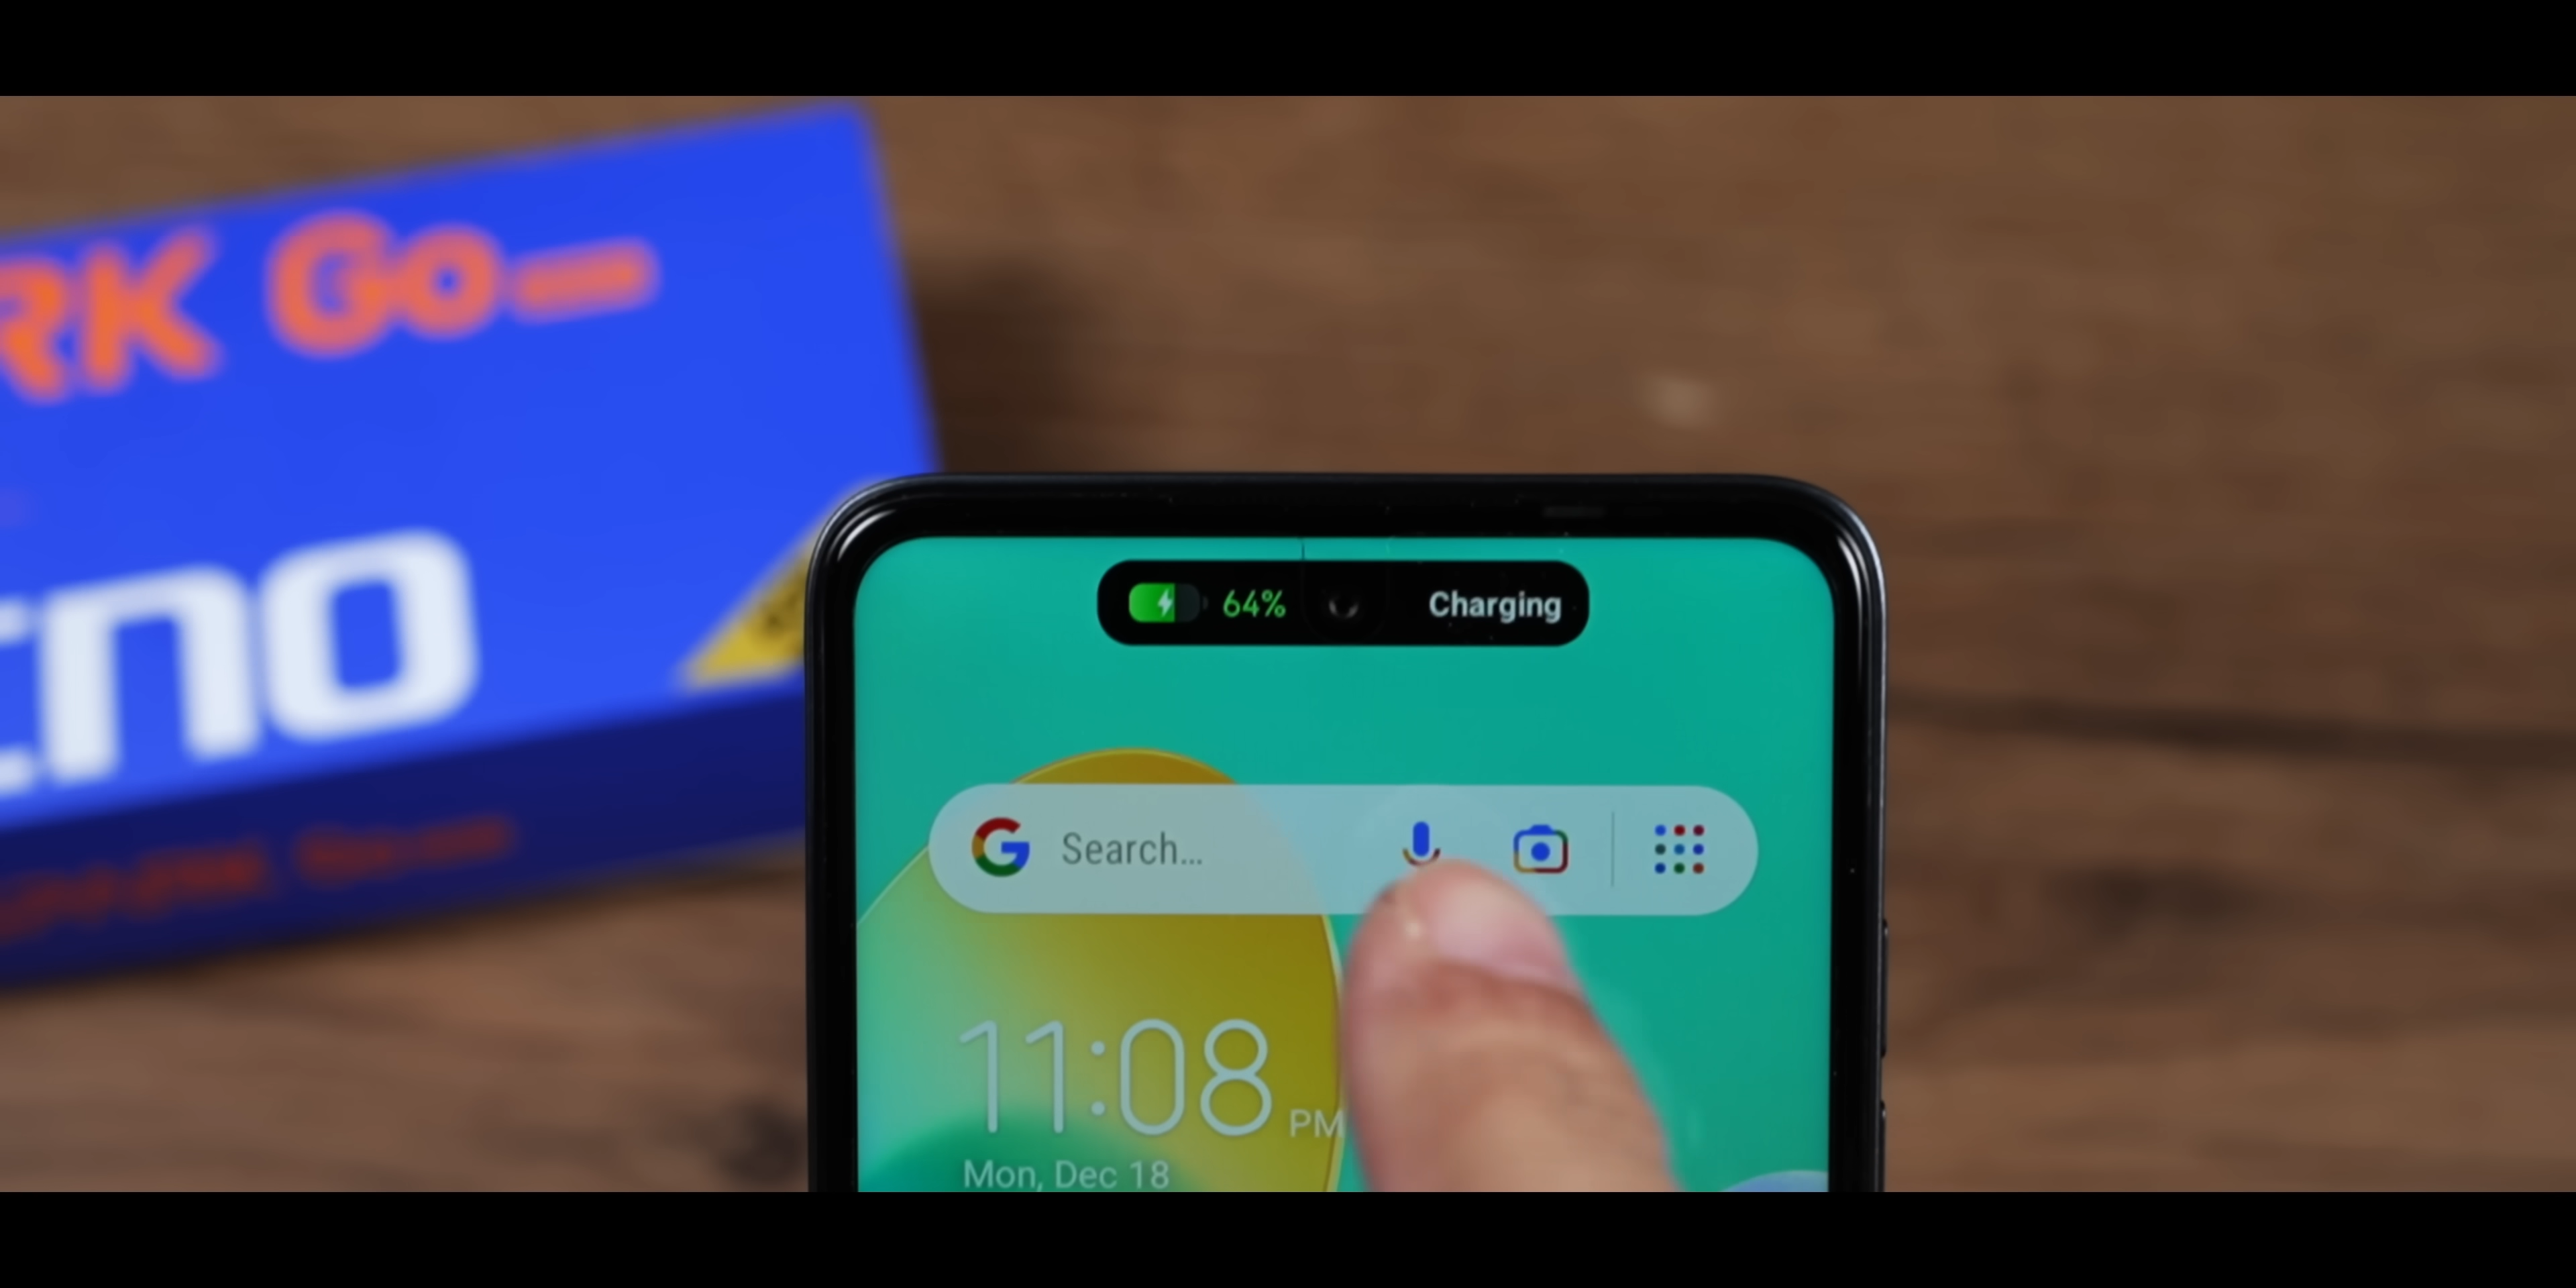 RK Go
cno
64% Charging
Search...
11:08 PM
Mon, Dec 18